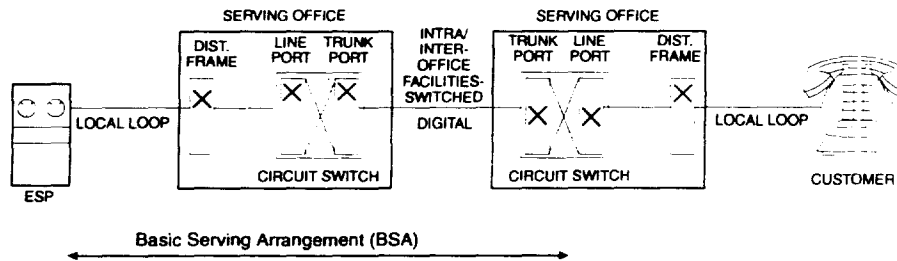 SERVING OFFICE
SERVING OFFICE
DIST.
FRAME
LINE
PORT
TRUNK
PORT
INTRA/
INTER-
OFFICE
FACILITIES-
SWITCHED
DIGITAL
TRUNK
PORT
LINE
PORT
DIST.
FRAME
LOCAL LOOP
LOCAL LOOP
CIRCUIT SWITCH
CIRCUIT SWITCH
ESP
CUSTOMER
Basic Serving Arrangement (BSA)